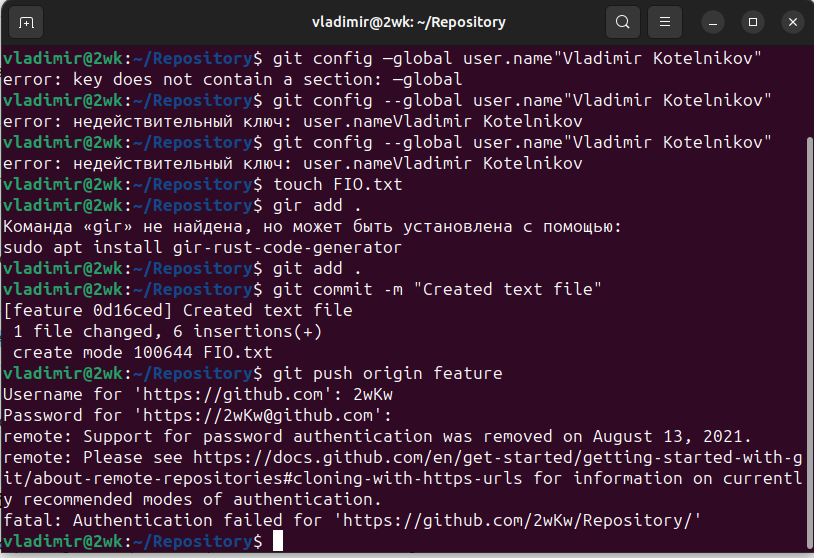 vladimir@2wk: ~/Repository
vladimir@2wk:~/Repository$ git config —global user.name"Vladimir Kotelnikov"
error: key does not contain a section: —global
vladimir@2wk:~/Repository$ git config --global user.name"Vladimir Kotelnikov"
error: недействительный ключ: user.nameVladimir Kotelnikov
vladimir@2wk:~/Repository$ git config --global user.name"Vladimir Kotelnikov"
error: недействительный ключ: user.nameVladimir Kotelnikov
vladimir@2wk:~/Repository$ touch FIO.txt
vladimir@2wk:~/Repository$ gir add .
Команда «gir» не найдена, но может быть установлена с помощью:
sudo apt install gir-rust-code-generator
vladimir@2wk:~/Repository$ git add .
vladimir@2wk:~/Repository$ git commit -m "Created text file"
[feature 0d16ced] Created text file
 1 file changed, 6 insertions(+)
 create mode 100644 FIO.txt
vladimir@2wk:~/Repository$ git push origin feature
Username for 'https://github.com': 2wKw
Password for 'https://2wKw@github.com':
remote: Support for password authentication was removed on August 13, 2021.
remote: Please see https://docs.github.com/en/get-started/getting-started-with-g
it/about-remote-repositories#cloning-with-https-urls for information on currentl
y recommended modes of authentication.
fatal: Authentication failed for 'https://github.com/2wKw/Repository/'
vladimir@2wk:~/Repository$